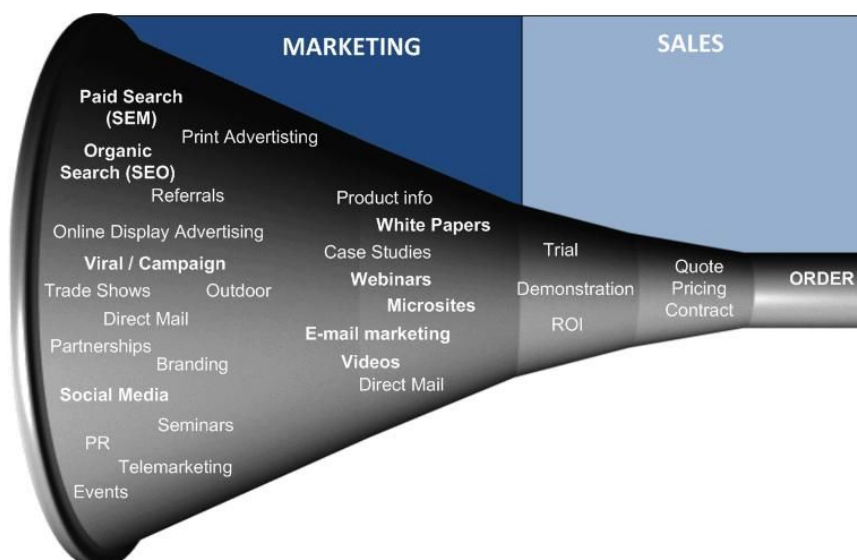 MARKETING
SALES
Paid Search
(SEM)
Print Advertisting
Organic
Search (SEO)
Referrals
Online Display Advertising
Viral / Campaign
Trade Shows
Outdoor
Direct Mail
Partnerships
Branding
Social Media
Seminars
PR
Telemarketing
Events
Product info
White Papers
Case Studies
Webinars
Microsites
E-mail marketing
Videos
Direct Mail
Trial
Demonstration
ROI
Quote
Pricing
Contract
ORDER